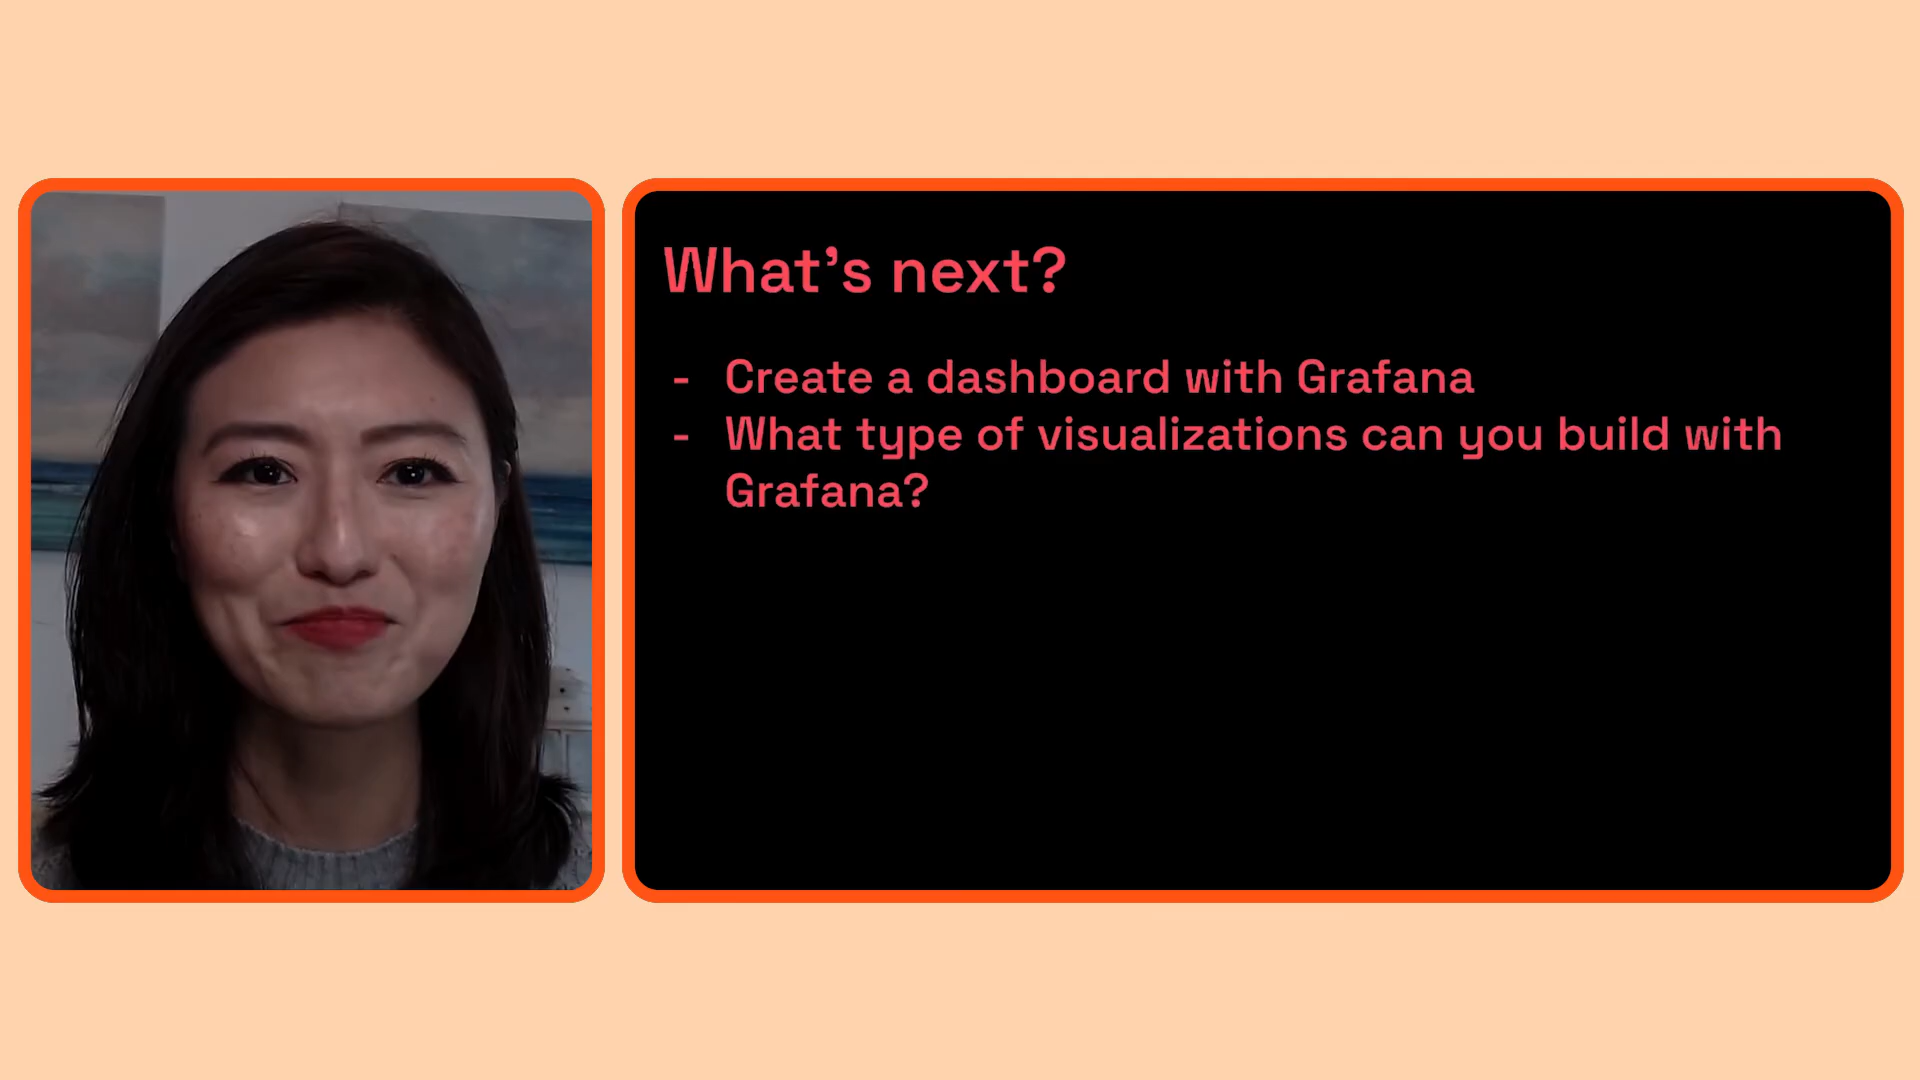 What’s next?
- Create a dashboard with Grafana
- What type of visualizations can you build with
Grafana?